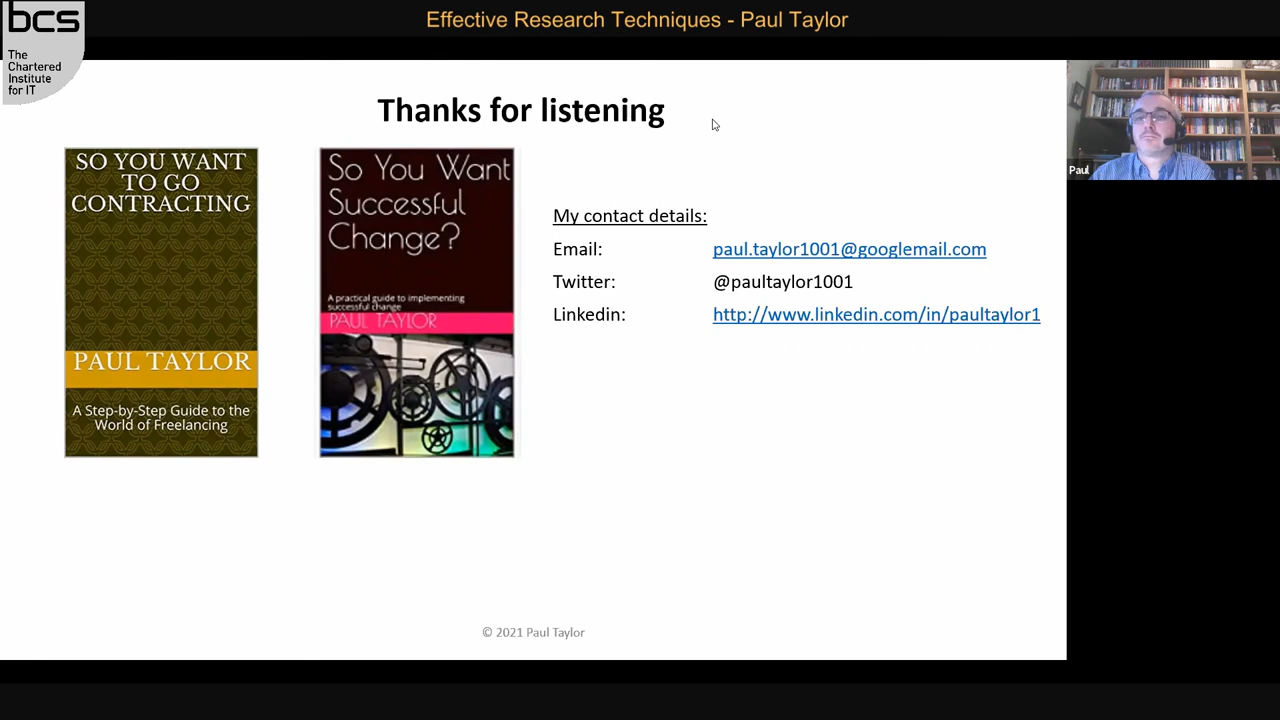 Effective Research Techniques - Paul Taylor
bcs
The
Chartered
Institute
for IT
Thanks for listening
SO YOU WANT
TO GO
CONTRACTING
PAUL TAYLOR
A Step-by-Step Guide to the
World of Freelancing
So You Want
Successful
Change?
A practical guide to implementing
successful change
PAUL TAYLOR
My contact details:
Email: paul.taylor1001@googlemail.com
Twitter: @paultaylor1001
Linkedin: http://www.linkedin.com/in/paultaylor1
Paul
© 2021 Paul Taylor